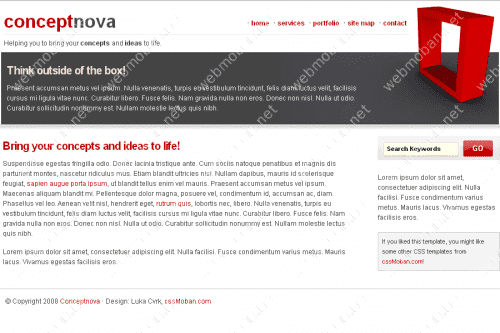 conceptnova
· home · services · portfolio · site map · contact
Helping you to bring your concepts and ideas to life.
Think outside of the box!
Praesent accumsan metus vel ipsum. Nulla venenatis, turpis eo vestibulum tincidunt, felis diam luctus velit, facilisis
cursus mi ligula vitae nunc. Curabitur libero. Fusce felis. Nam gravida nulla non eros. Donec non nisl. Nulla ut odio.
Curabitur sollicitudin nonummy est. Nullam molestie lectus quis nibh.
Bring your concepts and ideas to life!
Suspendisse egestas fringilla odio. Donec lacinia tristique ante. Cum sociis natoque penatibus et magnis dis
parturient montes, nascetur ridiculus mus. Etiam blandit ultricies nisl. Nullam dapibus, mauris id scelerisque
feugiat, sapien augue porta ipsum, ut blandit tellus enim vel mauris. Praesent accumsan metus vel ipsum.
Maecenas aliquam blandit mi. Pellentesque dolor magna, posuere vel, condimentum id, accumsan ac, diam.
Phasellus vel leo. Aenean velit nisl, hendrerit eget, rutrum quis, lobortis nec, libero. Nulla venenatis, turpis eu
vestibulum tincidunt, felis diam luctus velit, facilisis cursus mi ligula vitae nunc. Curabitur libero. Fusce felis.
Nam gravida nulla non eros. Donec non nisl. Nulla ut odio. Curabitur sollicitudin nonummy est. Nullam molestie
lectus quis nibh.
Lorem ipsum dolor sit amet, consectetuer adipiscing elit. Nulla facilisi. Fusce condimentum varius metus. Mauris
lacus. Vivamus egestas facilisis eros.
Search Keywords GO
Lorem ipsum dolor sit amet,
consectetuer adipiscing elit. Nulla
facilisi. Fusce condimentum varius
metus. Mauris lacus. Vivamus egestas
facilisis eros.
If you liked this template, you might like
some other CSS templates from
cssMoban.com!
© Copyright 2008 Conceptnova · Design: Luka Cvrk, cssMoban.com